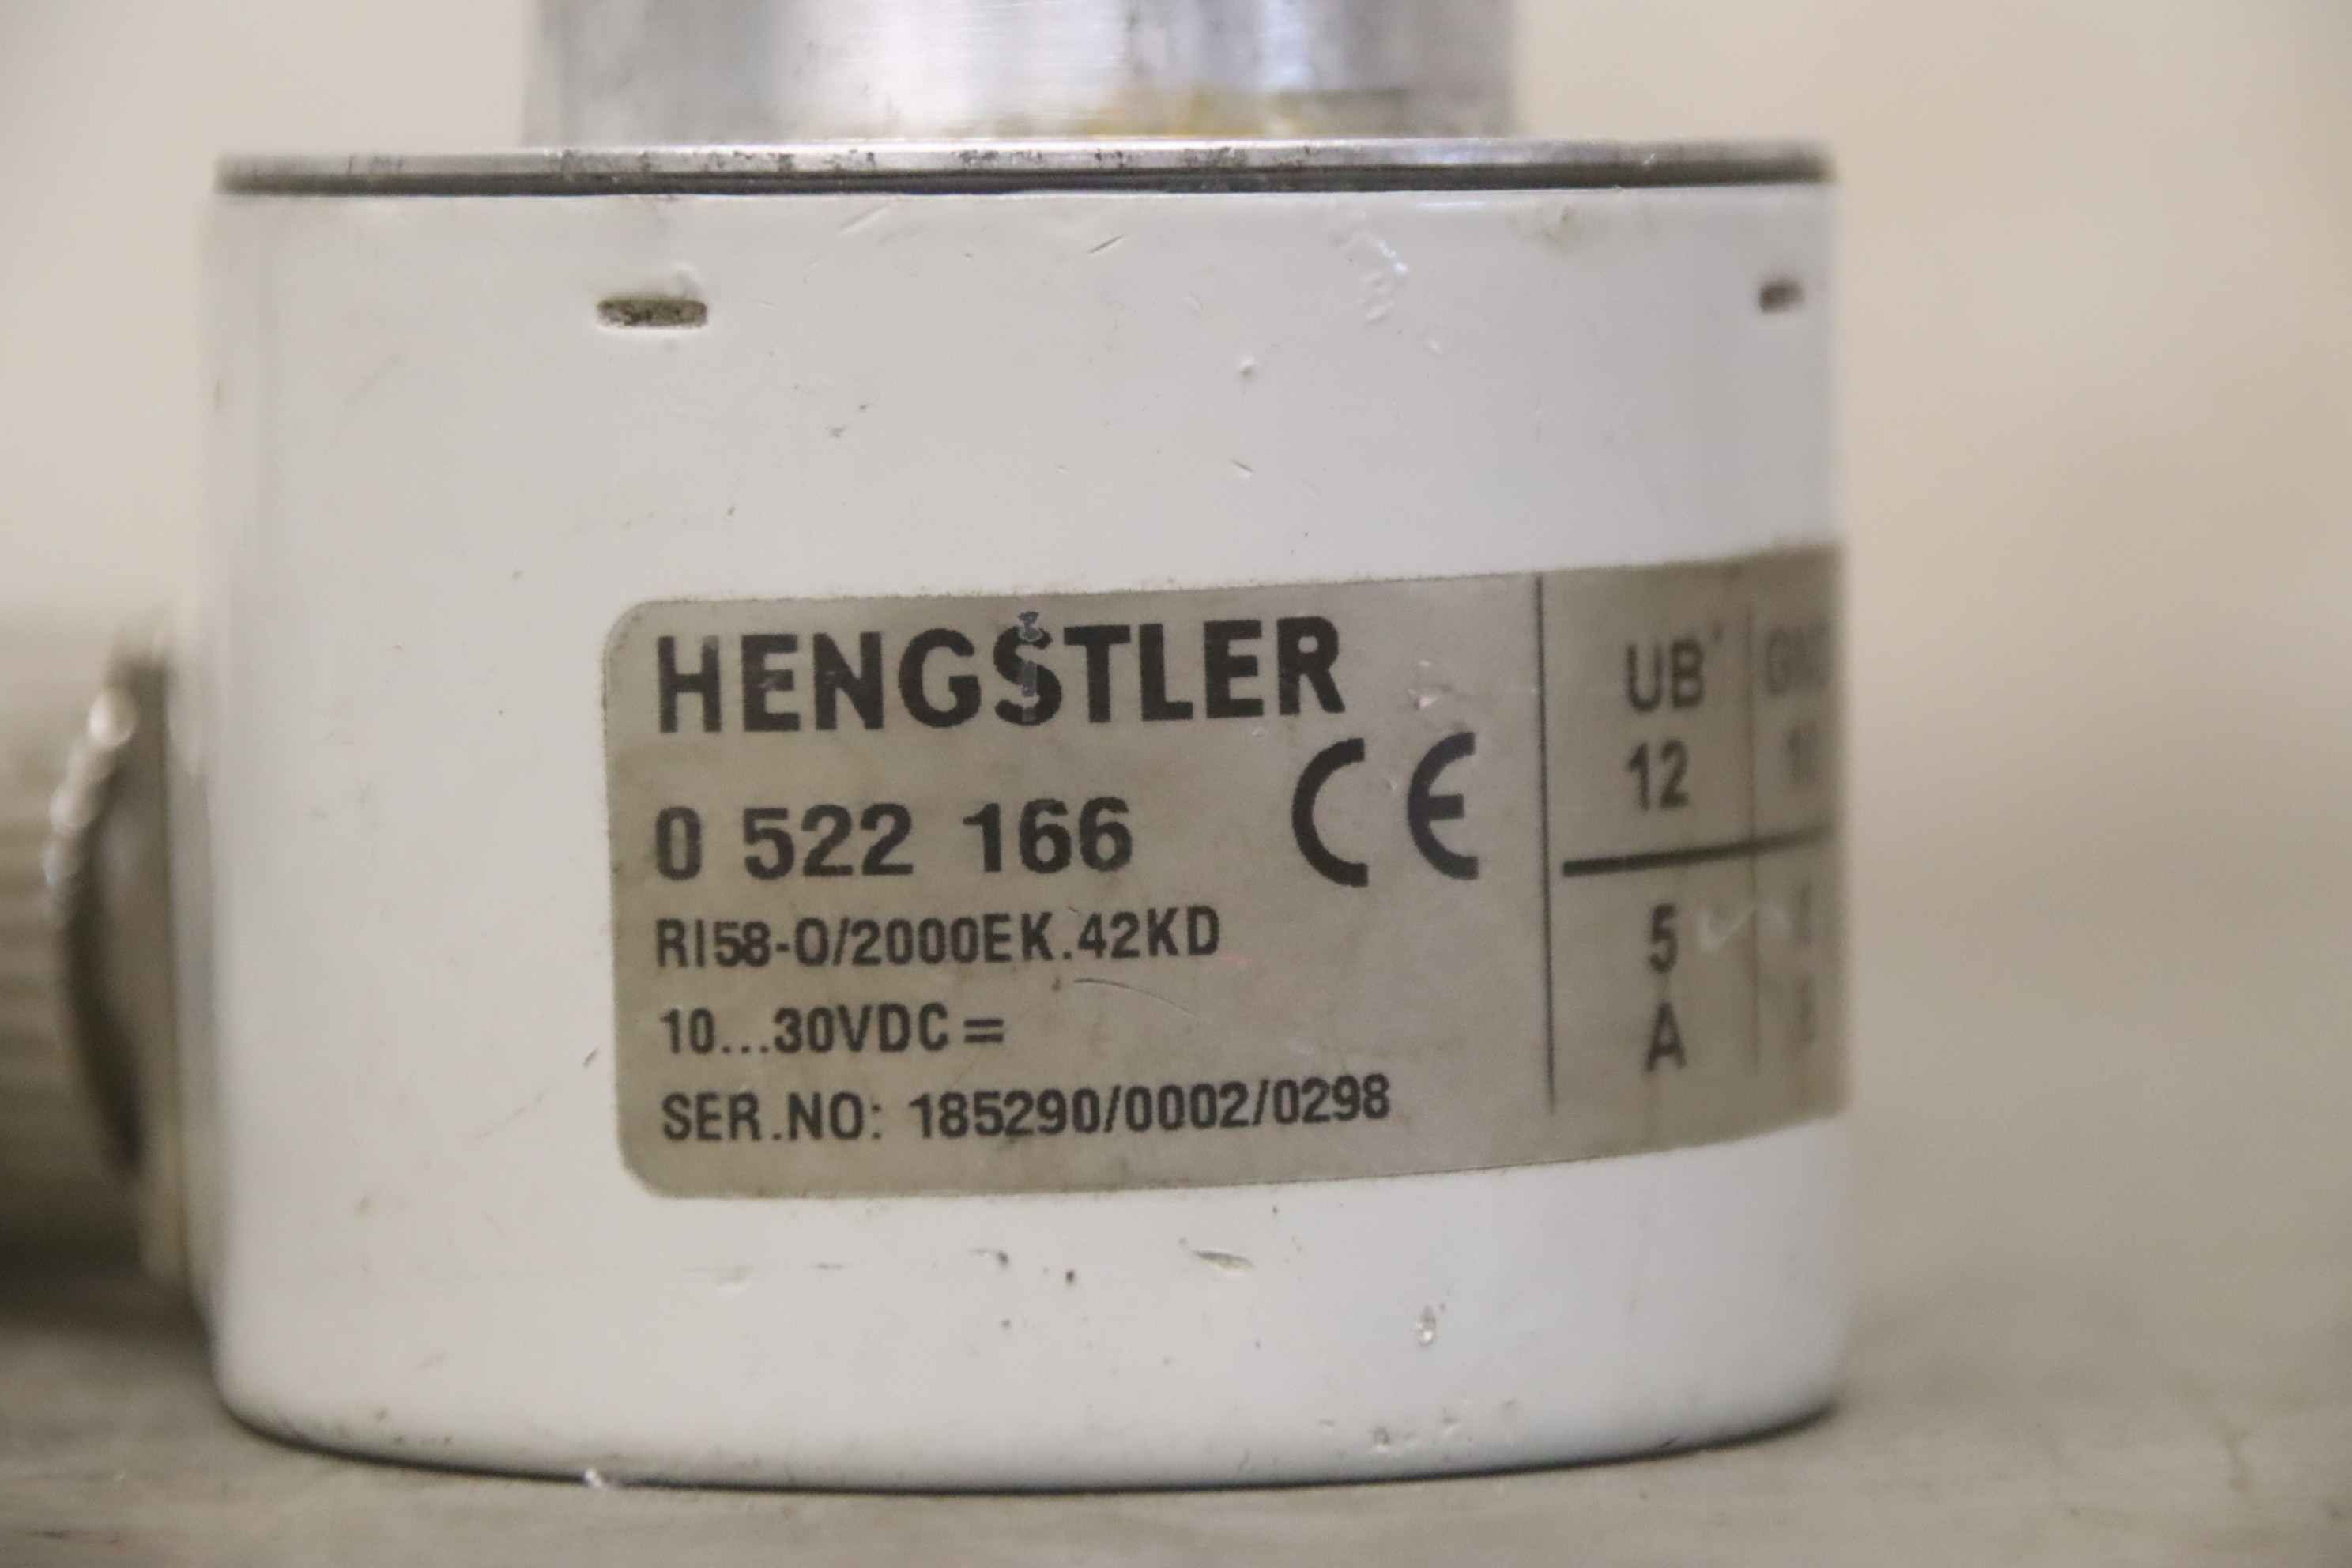 HENGSTLER
0 522 166 CE
RI58-O/2000EK.42KD
10...30VDC=
SER.NO: 185290/0002/0298
UB
12
5
A